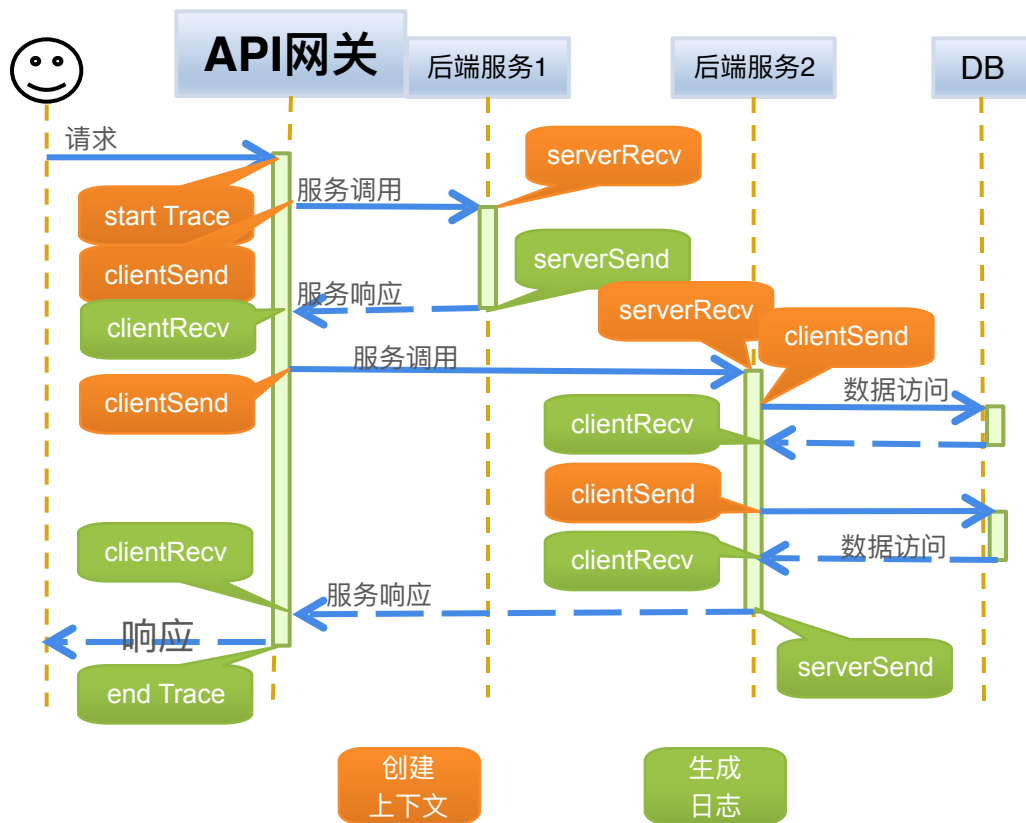 API网关
后端服务1
后端服务2
DB
请求
serverRecv
服务调用
start Trace
clientSend
serverSend
服务响应
serverRecv
clientRecv
clientSend
服务调用
clientSend
数据访问
clientRecv
clientSend
clientRecv
clientRecv
数据访问
服务响应
响应
serverSend
end Trace
创建
上下文
生成
日志